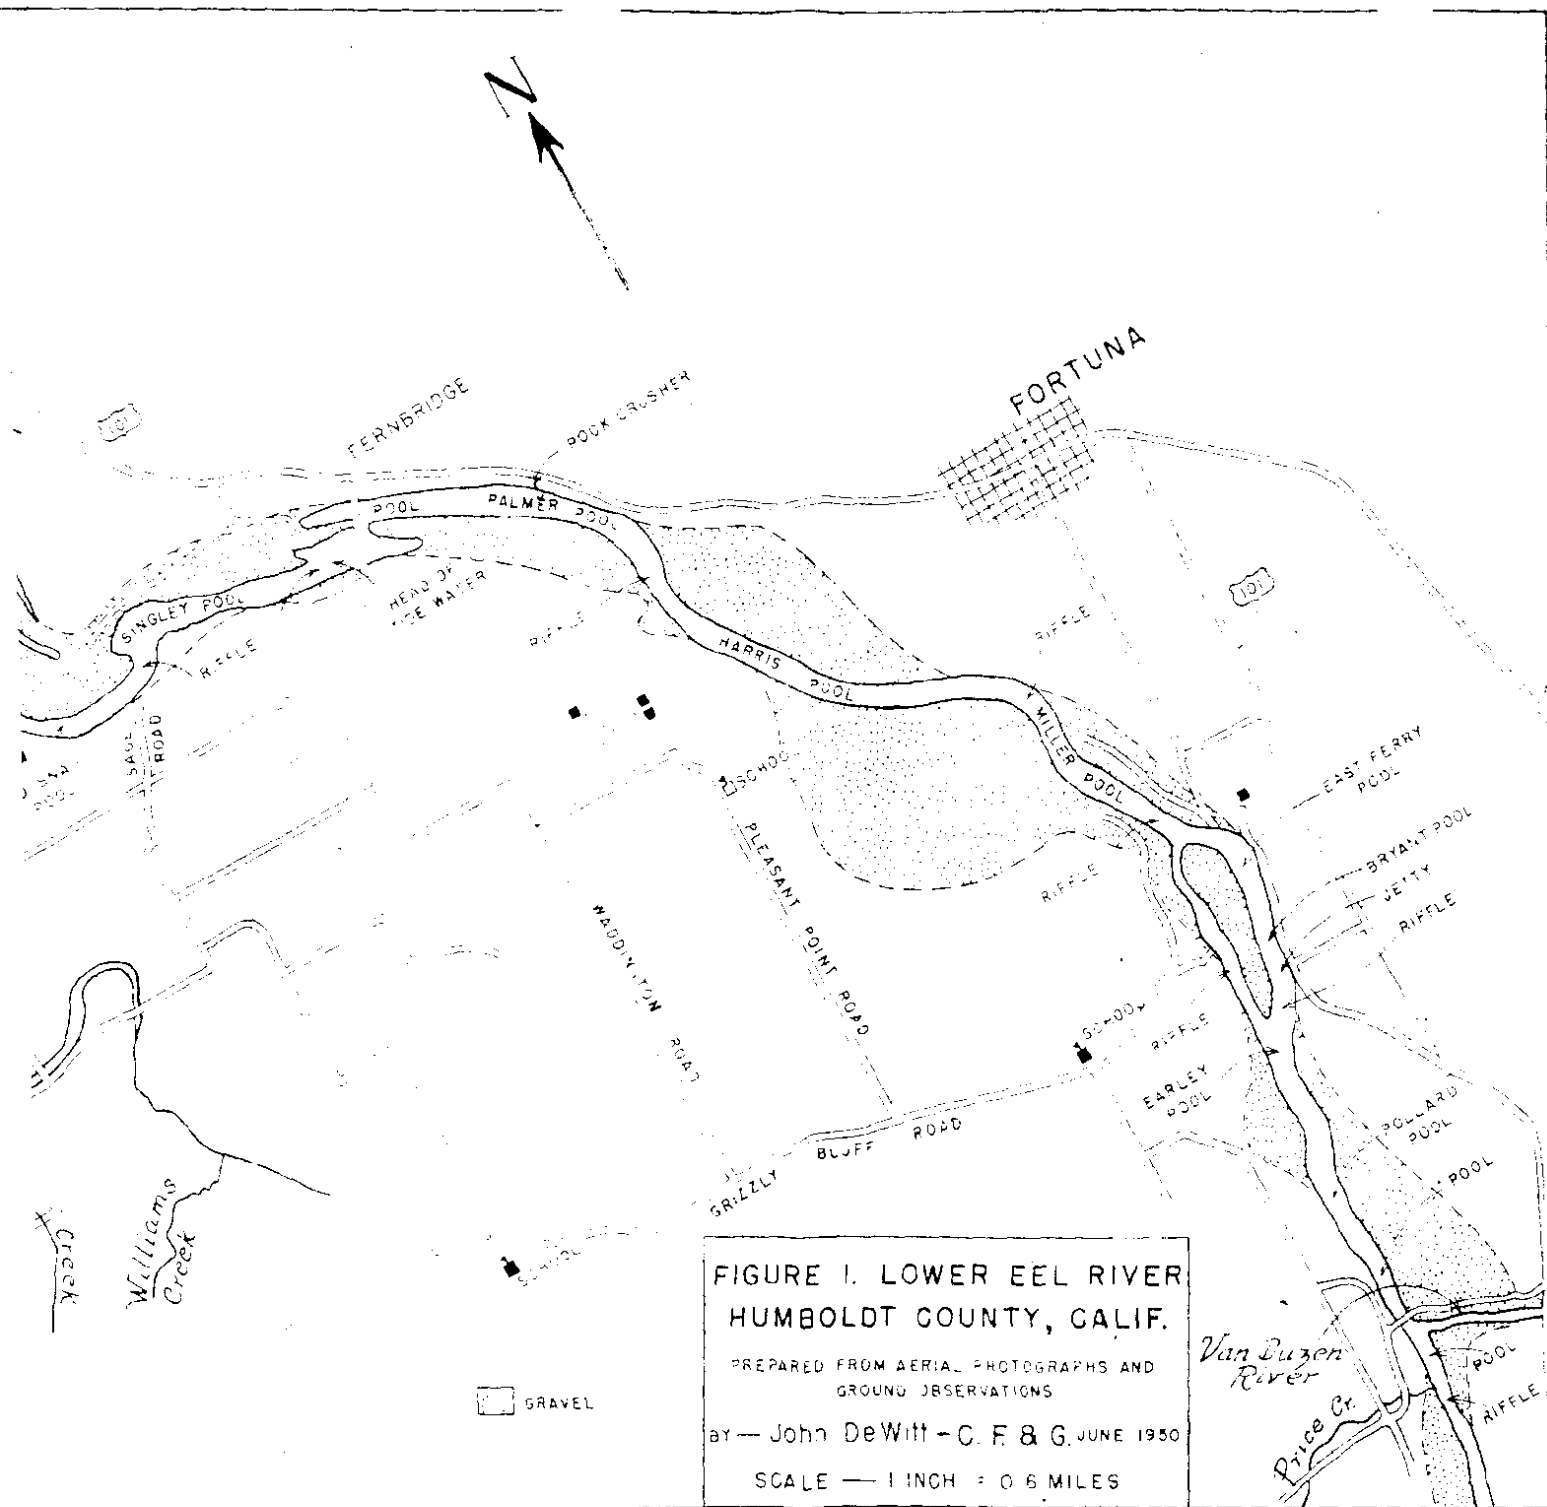 N
FORTUNA
101
FERNBRIDGE
ROCK CRUSHER
POOL
PALMER POOL
HEAD OF
TIDE WATER
SINGLEY POOL
RIFFLE
RIFFLE
RIFFLE
101
HARRIS
POOL
MILLER POOL
SAGE
ROAD
POOL
SCHOOL
EAST FERRY
POOL
BRYANT POOL
JETTY
RIFFLE
RIFFLE
PLEASANT POINT ROAD
WADDINGTON ROAD
SCHOOL
RIFFLE
EARLEY
POOL
POLLARD
POOL
POOL
GRIZZLY BLUFF ROAD
SCHOOL
Williams
Creek
Creek
Van Duzen
River
Price Cr.
POOL
RIFFLE
GRAVEL
FIGURE 1. LOWER EEL RIVER
HUMBOLDT COUNTY, CALIF.
PREPARED FROM AERIAL PHOTOGRAPHS AND
GROUND OBSERVATIONS
BY — John DeWitt - C. F. & G. JUNE 1950
SCALE — 1 INCH = 0.6 MILES